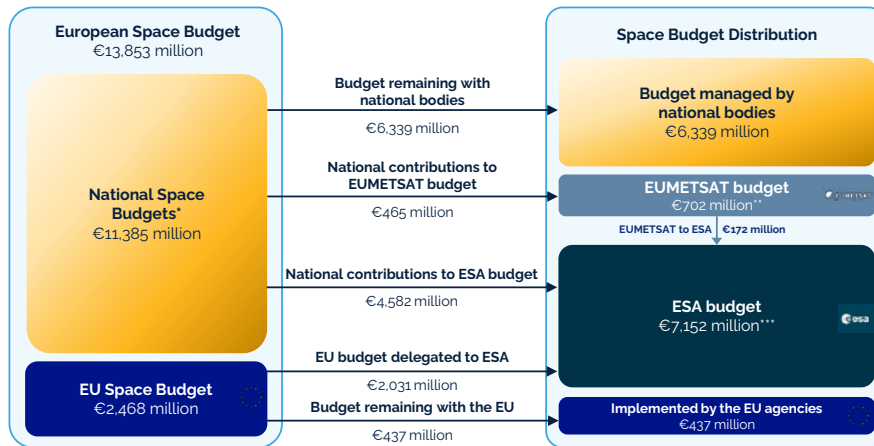 European Space Budget
€13,853 million
National Space
Budgets*
€11,385 million
EU Space Budget
€2,468 million
Budget remaining with
national bodies
€6,339 million
National contributions to
EUMETSAT budget
€465 million
National contributions to ESA budget
€4,582 million
EU budget delegated to ESA
€2,031 million
Budget remaining with the EU
€437 million
Space Budget Distribution
Budget managed by
national bodies
€6,339 million
EUMETSAT budget
€702 million**
EUMETSAT
EUMETSAT to ESA €172 million
ESA budget
€7,152 million***
esa
Implemented by the EU agencies
€437 million